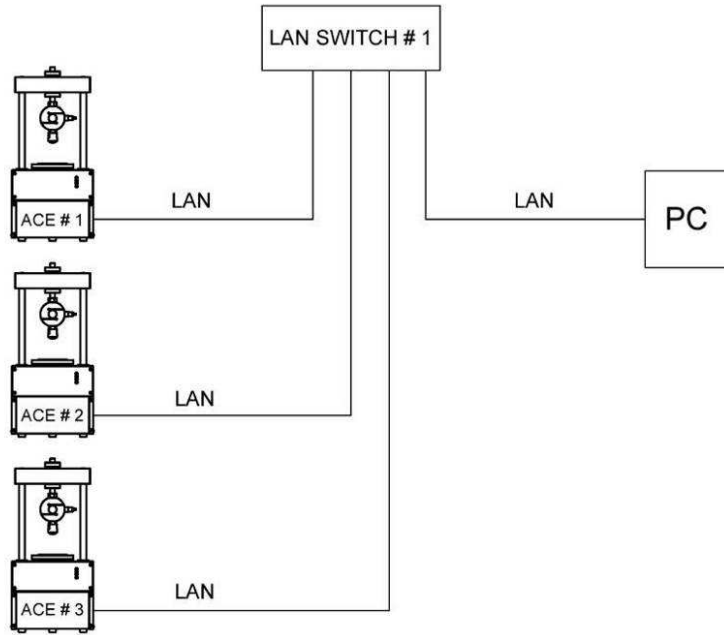 LAN SWITCH # 1
LAN
LAN
ACE # 1
PC
LAN
ACE # 2
LAN
ACE # 3